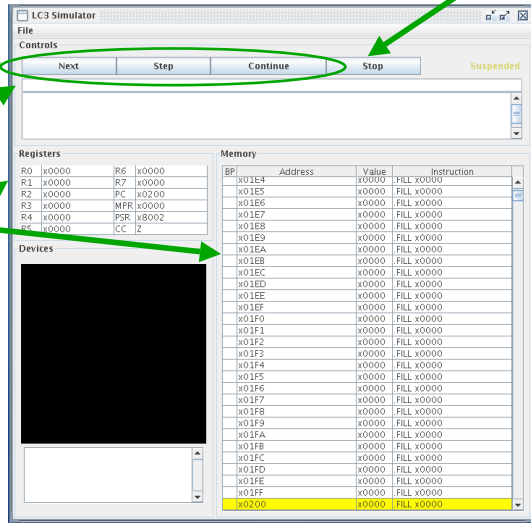 LC3 Simulator
File
Controls
Next Step Continue Stop Suspended
Registers
R0 x0000 R6 x0000
R1 x0000 R7 x0000
R2 x0000 PC x0200
R3 x0000 MPR x0000
R4 x0000 PSR x8002
R5 x0000 CC Z
Devices
Memory
BP Address Value Instruction
x01E4 x0000 .FILL x0000
x01E5 x0000 .FILL x0000
x01E6 x0000 .FILL x0000
x01E7 x0000 .FILL x0000
x01E8 x0000 .FILL x0000
x01E9 x0000 .FILL x0000
x01EA x0000 .FILL x0000
x01EB x0000 .FILL x0000
x01EC x0000 .FILL x0000
x01ED x0000 .FILL x0000
x01EE x0000 .FILL x0000
x01EF x0000 .FILL x0000
x01F0 x0000 .FILL x0000
x01F1 x0000 .FILL x0000
x01F2 x0000 .FILL x0000
x01F3 x0000 .FILL x0000
x01F4 x0000 .FILL x0000
x01F5 x0000 .FILL x0000
x01F6 x0000 .FILL x0000
x01F7 x0000 .FILL x0000
x01F8 x0000 .FILL x0000
x01F9 x0000 .FILL x0000
x01FA x0000 .FILL x0000
x01FB x0000 .FILL x0000
x01FC x0000 .FILL x0000
x01FD x0000 .FILL x0000
x01FE x0000 .FILL x0000
x01FF x0000 .FILL x0000
x0200 x0000 .FILL x0000